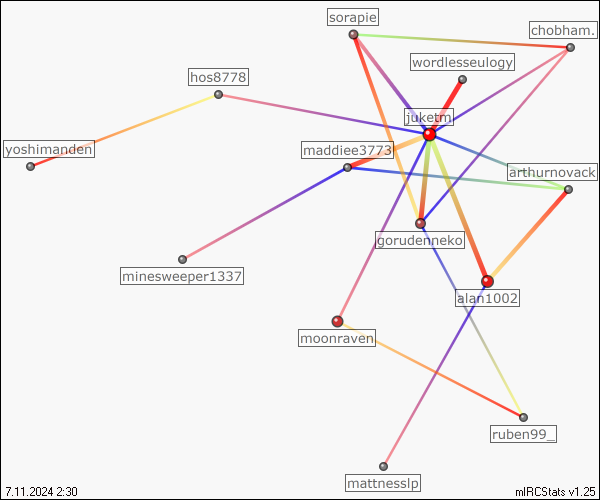 sorapie
chobham.
wordlesseulogy
hos8778
juketm
yoshimanden
maddiee3773
arthurnovack
gorudenneko
minesweeper1337
alan1002
moonraven
ruben99_
mattnesslp
7.11.2024 2:30
mIRCStats v1.25